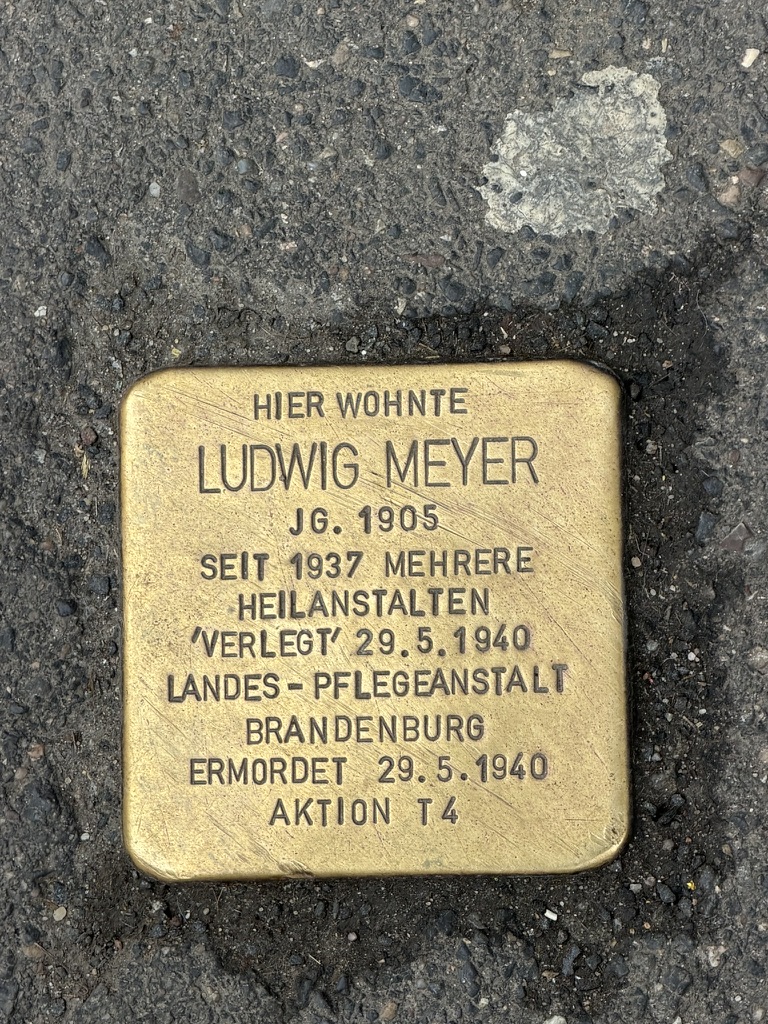 HIER WOHNTE
LUDWIG MEYER
JG. 1905
SEIT 1937 MEHRERE
HEILANSTALTEN
'VERLEGT' 29.5.1940
LANDES-PFLEGEANSTALT
BRANDENBURG
ERMORDET 29.5.1940
AKTION T4